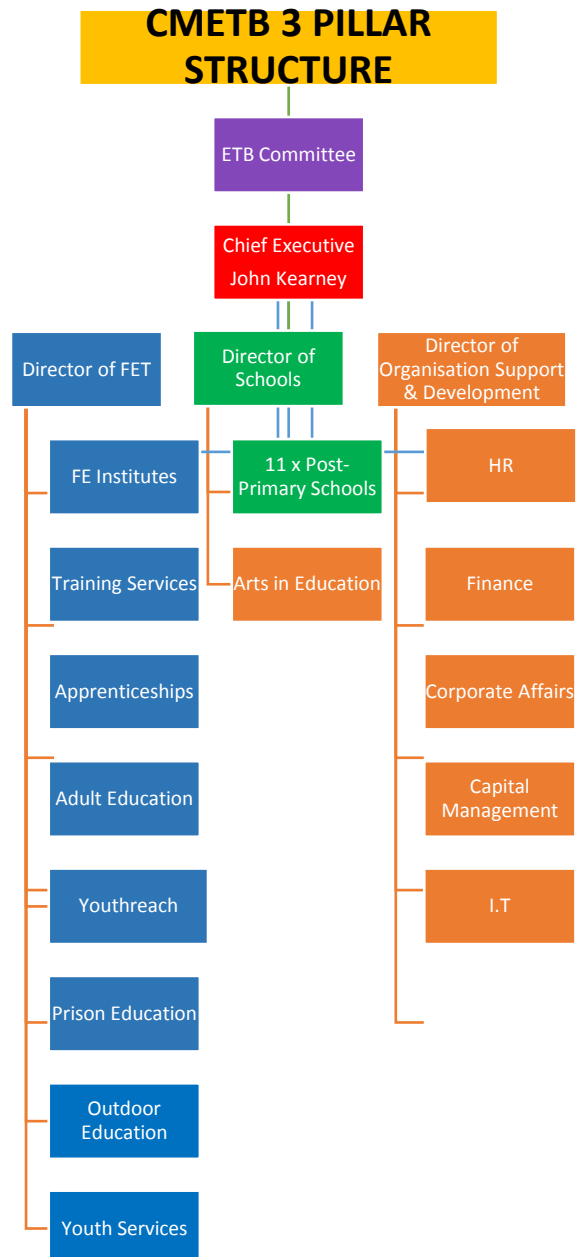 CMETB 3 PILLAR
STRUCTURE
ETB Committee
Chief Executive
John Kearney
Director of FET
FE Institutes
Training Services
Apprenticeships
Adult Education
Youthreach
Prison Education
Outdoor
Education
Youth Services
Director of
Schools
11 x Post-
Primary Schools
Arts in Education
Director of
Organisation Support
& Development
HR
Finance
Corporate Affairs
Capital
Management
I.T